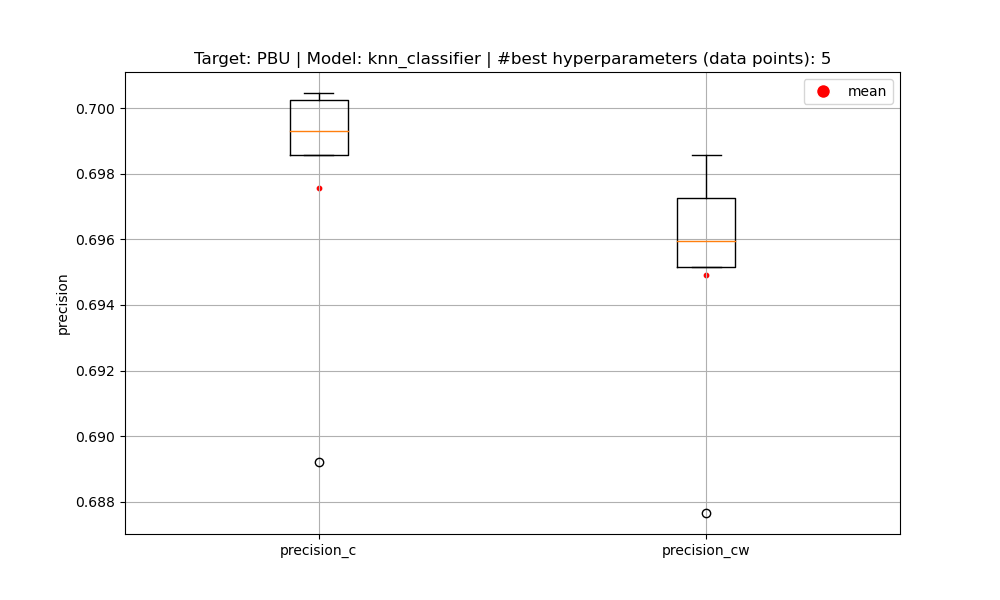 Target: PBU | Model: knn_classifier | #best hyperparameters (data points): 5
mean
0.700
0.698
0.696
0.694
0.692
0.690
0.688
precision
precision_c
precision_cw